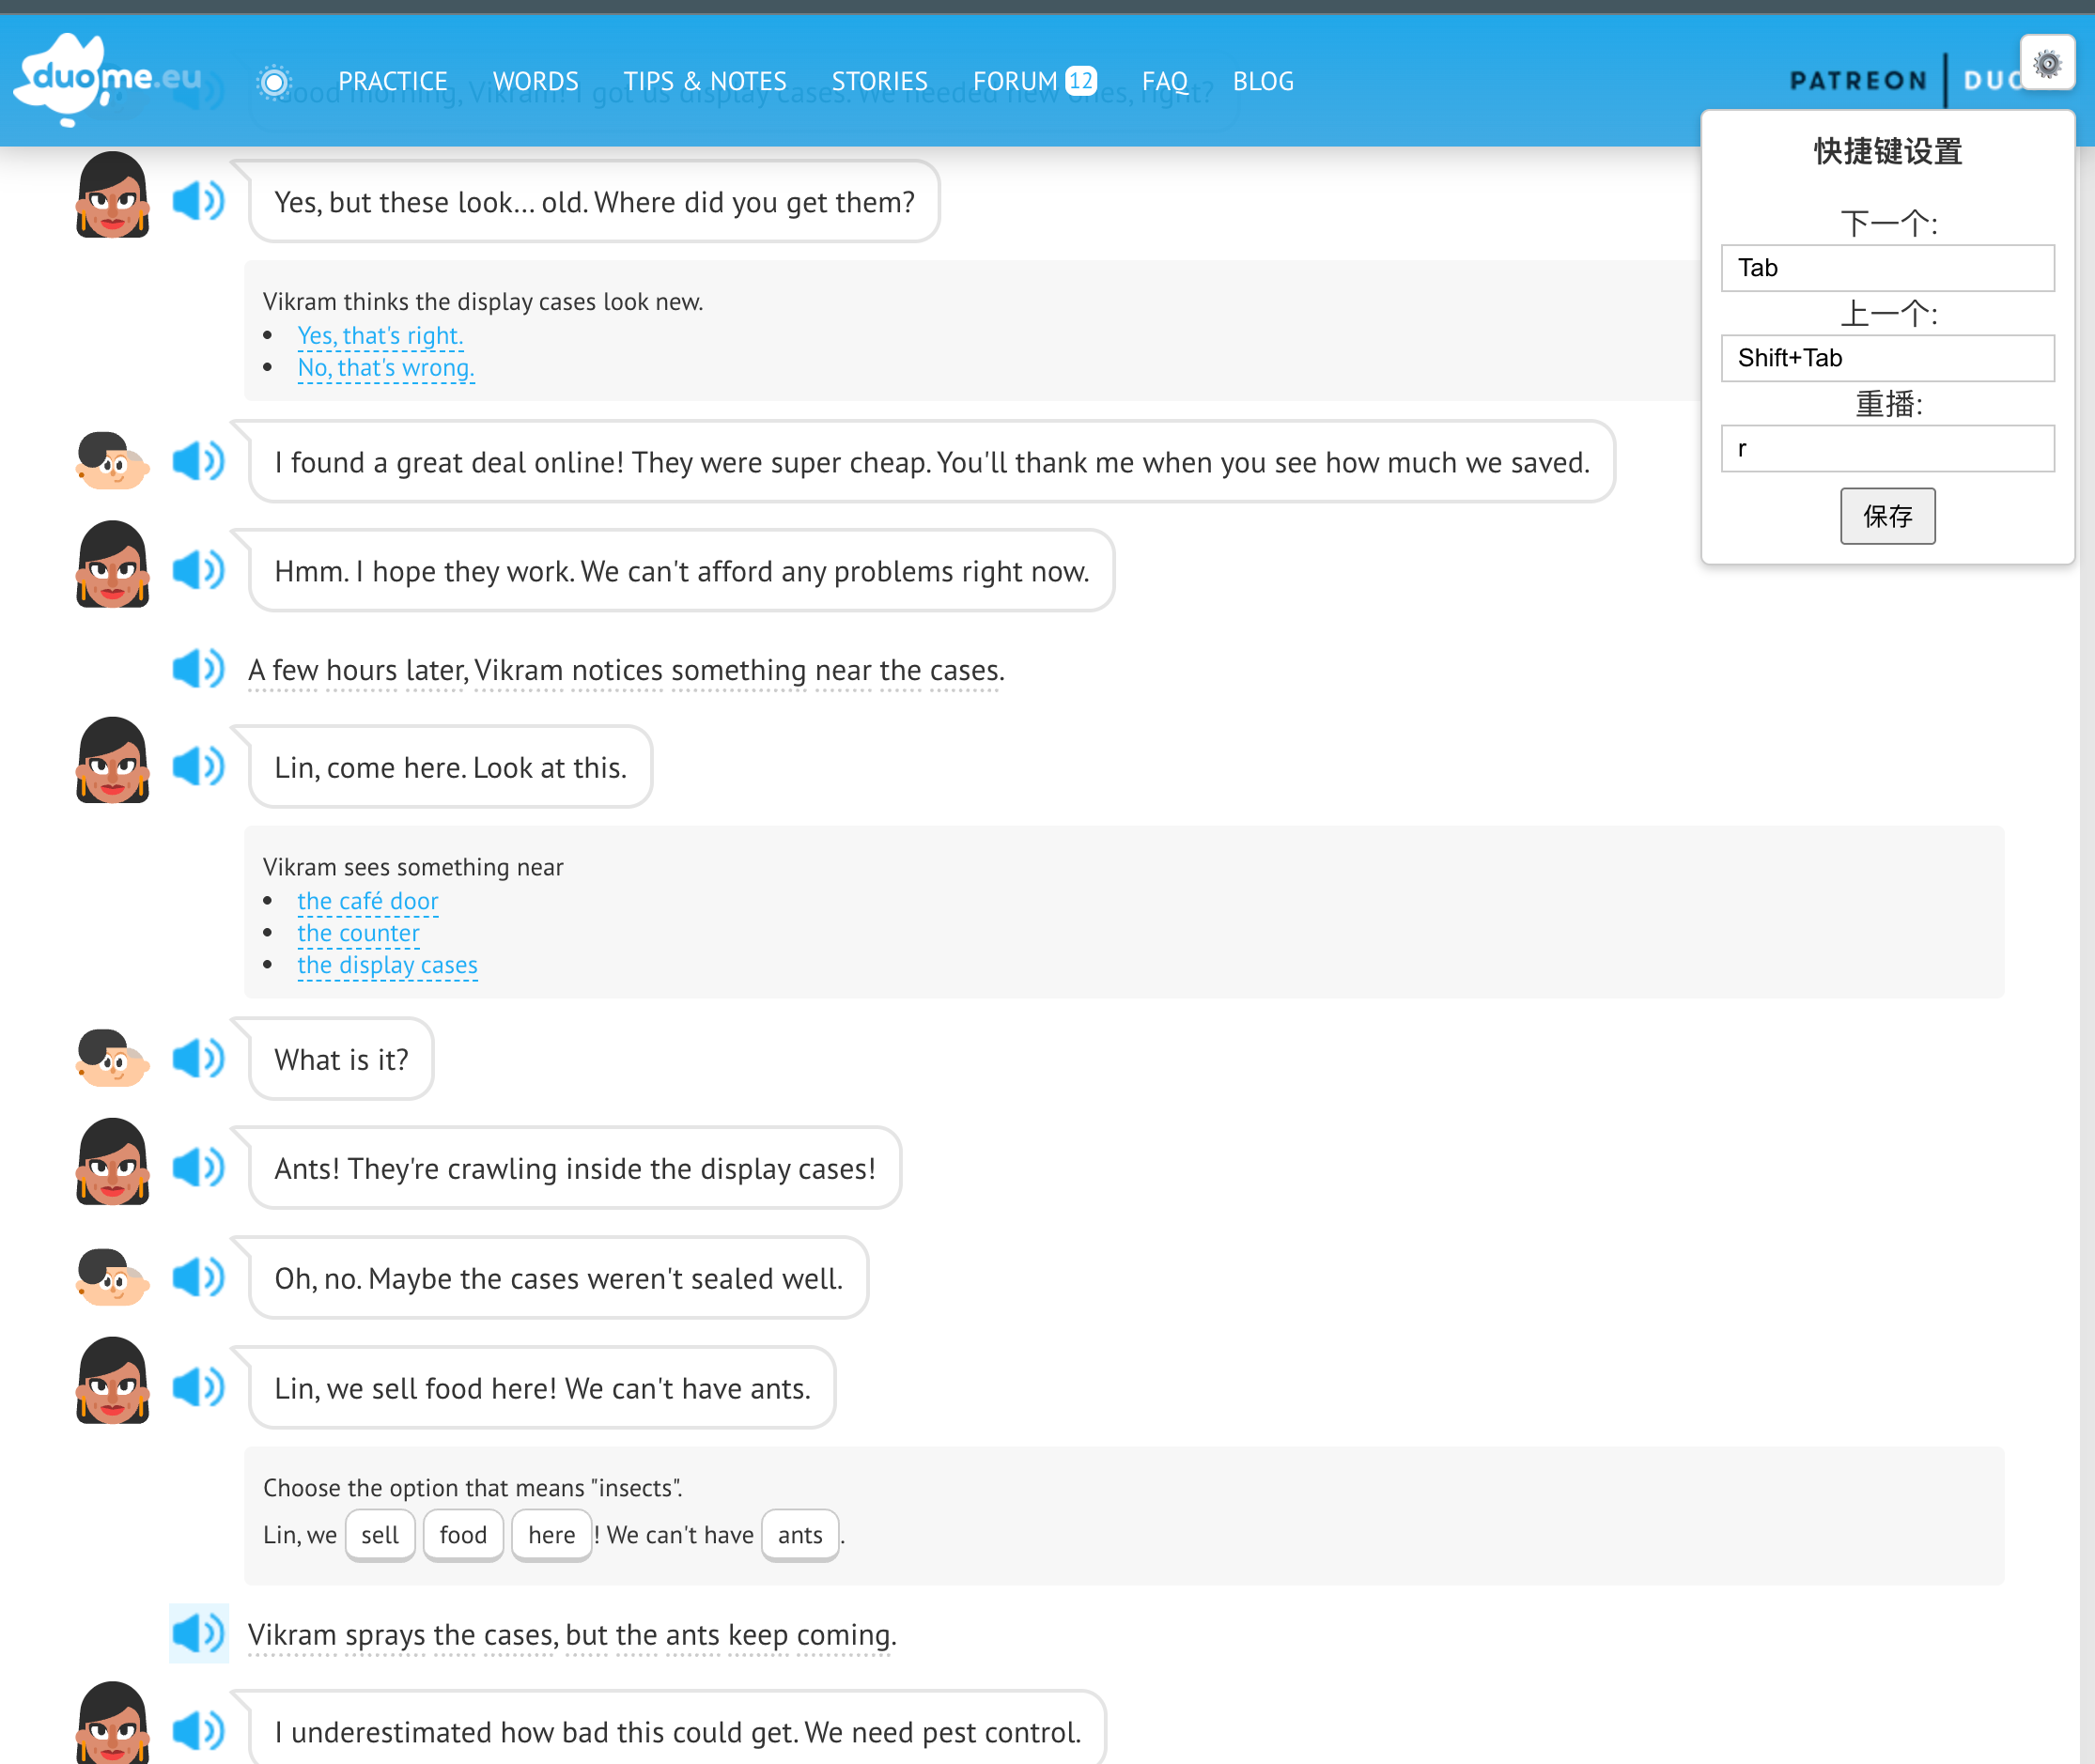 duome.eu
PRACTICE WORDS TIPS & NOTES STORIES FORUM 12 FAQ BLOG
PATREON DUO
Good morning, Vikram! I got us display cases. We needed new ones, right?
快捷键设置
下一个:
Tab
上一个:
Shift+Tab
重播:
r
保存
Yes, but these look... old. Where did you get them?
Vikram thinks the display cases look new.
• Yes, that's right.
• No, that's wrong.
I found a great deal online! They were super cheap. You'll thank me when you see how much we saved.
Hmm. I hope they work. We can't afford any problems right now.
A few hours later, Vikram notices something near the cases.
Lin, come here. Look at this.
Vikram sees something near
• the café door
• the counter
• the display cases
What is it?
Ants! They're crawling inside the display cases!
Oh, no. Maybe the cases weren't sealed well.
Lin, we sell food here! We can't have ants.
Choose the option that means "insects".
Lin, we sell food here! We can't have ants.
Vikram sprays the cases, but the ants keep coming.
I underestimated how bad this could get. We need pest control.